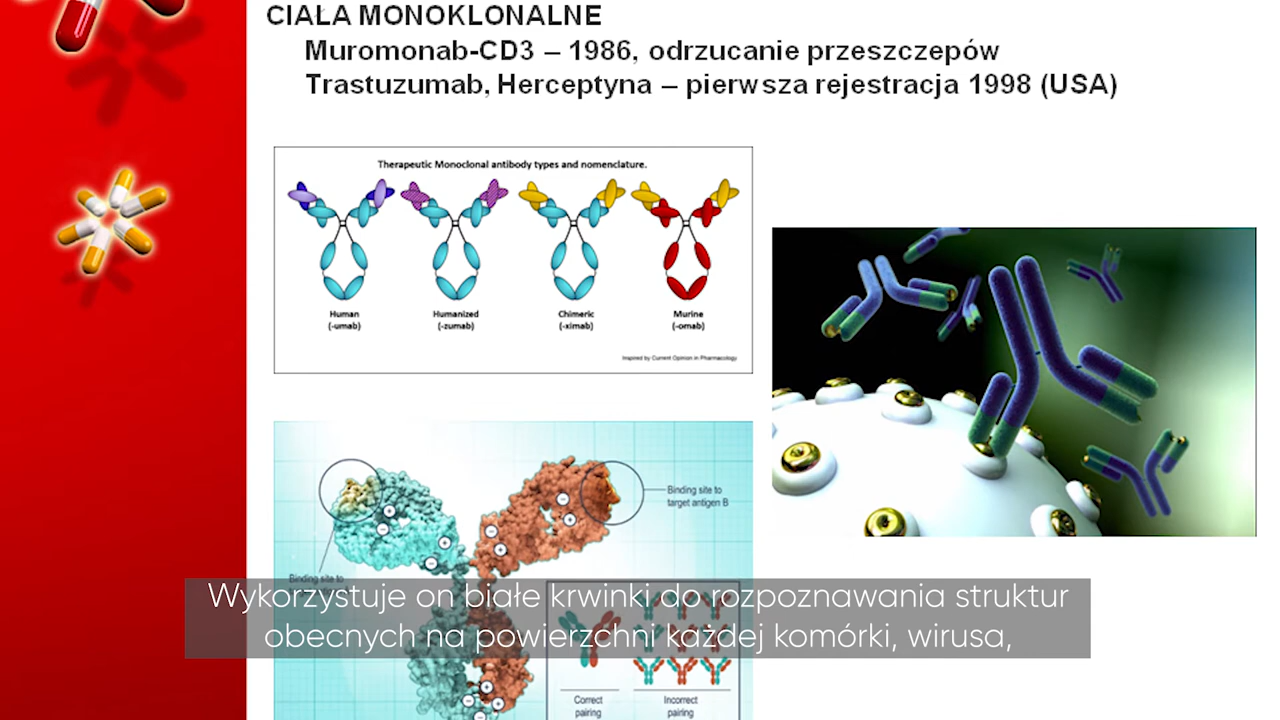 CIAŁA MONOKLONALNE
Muromonab-CD3 – 1986, odrzucanie przeszczepów
Trastuzumab, Herceptyna – pierwsza rejestracja 1998 (USA)
Therapeutic Monoclonal antibody types and nomenclature.
Human
(-umab)
Humanized
(-zumab)
Chimeric
(-ximab)
Murine
(-omab)
Inspired by Current Opinion in Pharmacology
Binding site to
target antigen B
Binding site to
Wykorzystuje on białe krwinki do rozpoznawania struktur
obecnych na powierzchni każdej komórki, wirusa,
Correct
pairing
Incorrect
pairing